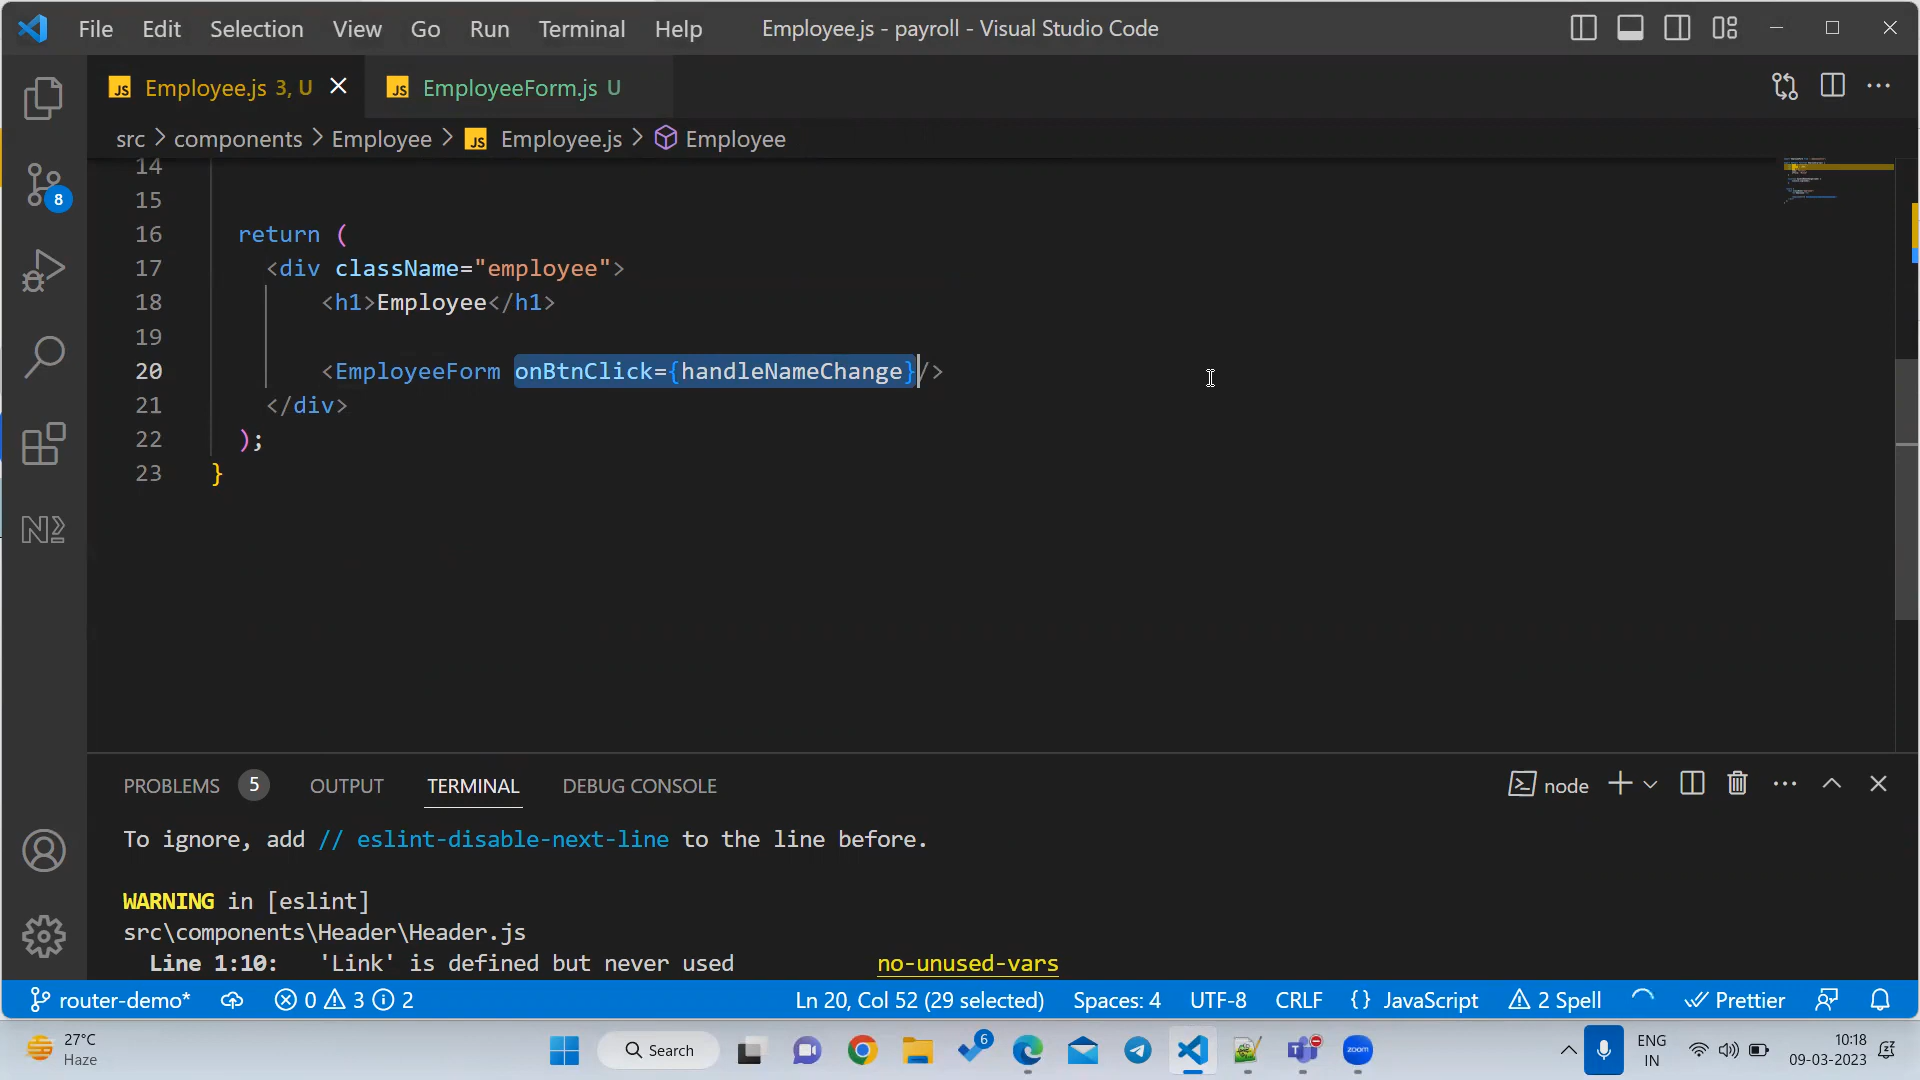 File Edit Selection View Go Run Terminal Help Employee.js - payroll - Visual Studio Code
JS Employee.js 3, U JS EmployeeForm.js U
src > components > Employee > JS Employee.js > Employee
14
15
16 return (
17 <div className="employee">
18 <h1>Employee</h1>
19
20 <EmployeeForm onBtnClick={handleNameChange}/>
21 </div>
22 );
23 }
8
PROBLEMS 5 OUTPUT TERMINAL DEBUG CONSOLE node
To ignore, add // eslint-disable-next-line to the line before.
WARNING in [eslint]
src\components\Header\Header.js
Line 1:10: 'Link' is defined but never used no-unused-vars
router-demo* 0 3 2 Ln 20, Col 52 (29 selected) Spaces: 4 UTF-8 CRLF {} JavaScript 2 Spell Prettier
27°C
Haze
Search
6
zoom
ENG
IN
10:18
09-03-2023